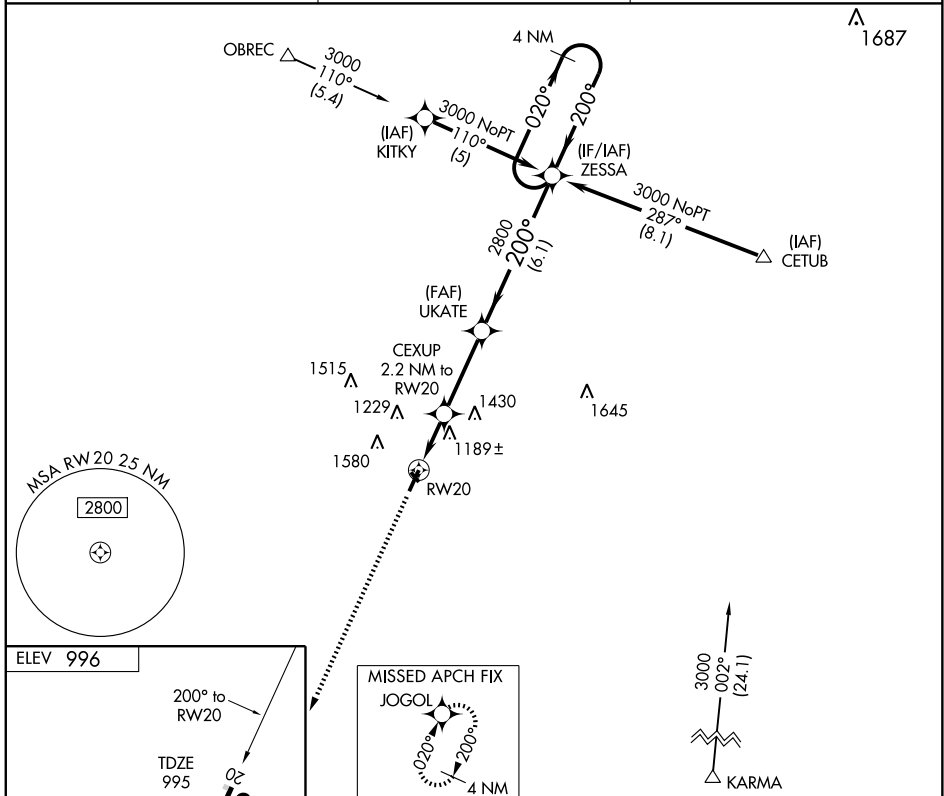 1687
OBREC
3000
110°
(5.4)
4 NM
020°
200°
(IAF)
KITKY
3000 NoPT
110°
(5)
(IF/IAF)
ZESSA
3000 NoPT
287°
(8.1)
(IAF)
CETUB
2800
200°
(6.1)
(FAF)
UKATE
CEXUP
2.2 NM to
RW20
1515
1229
1430
1645
1580
1189±
RW20
MSA RW20 25 NM
2800
ELEV 996
200° to
RW20
TDZE
995
20
MISSED APCH FIX
JOGOL
020°
200°
4 NM
3000
002°
(24.1)
KARMA